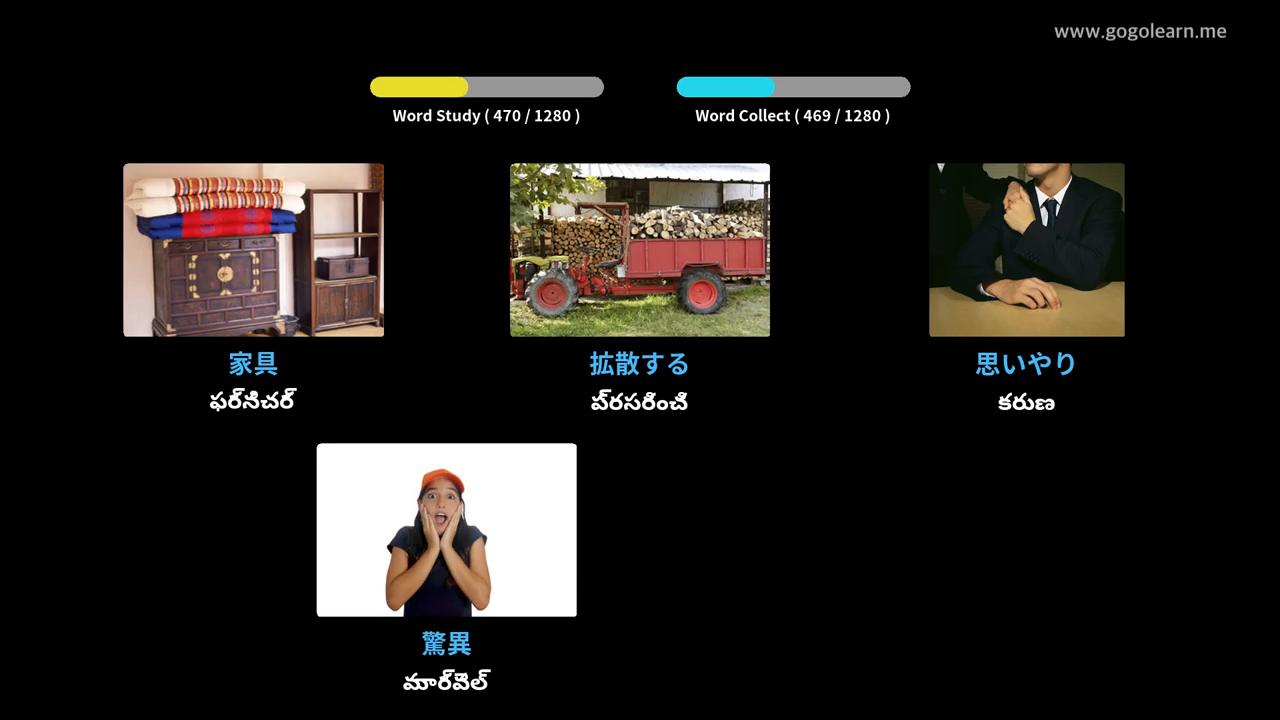 www.gogolearn.me
Word Study ( 470 / 1280 )
Word Collect ( 469 / 1280 )
家具
ఫర్నిచర్
拡散する
ప్రసరించి
思いやり
కరుణ
驚異
మార్వెల్